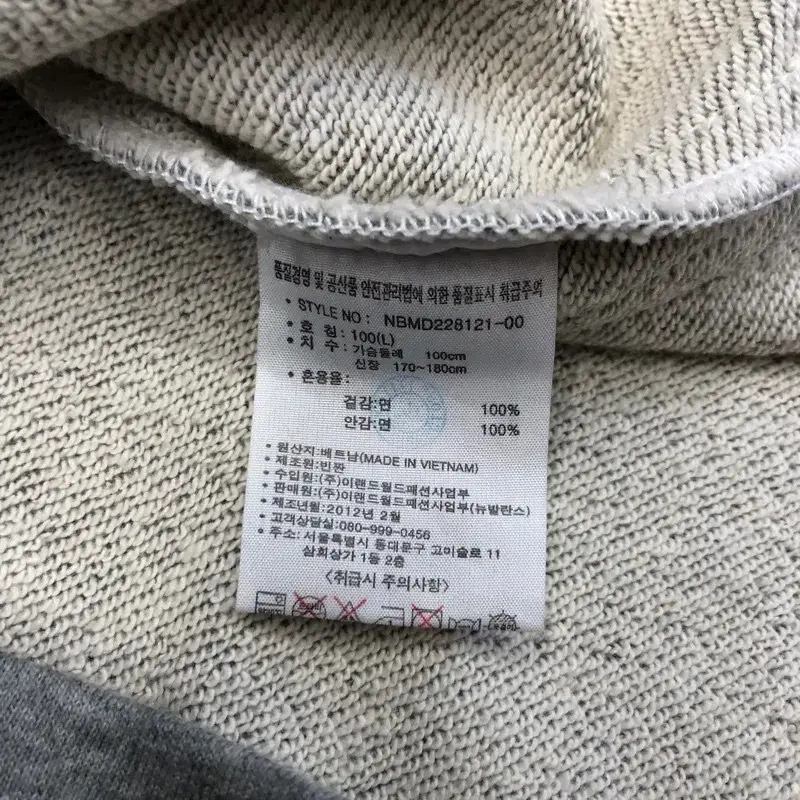 품질경영 및 공산품 안전관리법에 의한 품질표시 취급주의
• STYLE NO : NBMD228121-00
• 호 칭 : 100(L)
• 치 수 : 가슴둘레 100cm
신장 170~180cm
• 혼용율:
겉감:면 100%
안감:면 100%
• 원산지:베트남(MADE IN VIETNAM)
• 제조원:빈짠
• 수입원:(주)이랜드월드패션사업부
• 판매원:(주)이랜드월드패션사업부(뉴발란스)
• 제조년월:2012년 2월
• 고객상담실:080-999-0456
• 주소: 서울특별시 동대문구 고미술로 11
삼희상가 1동 2층
<취급시 주의사항>